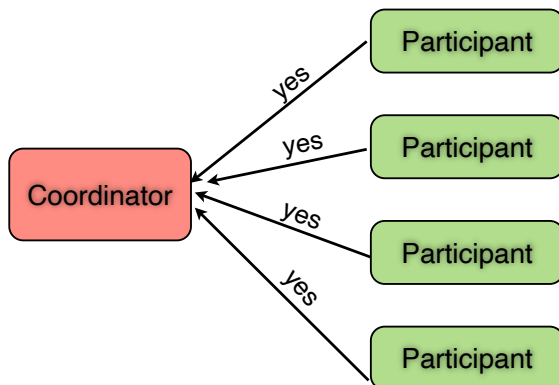 Participant
yes
Participant
yes
Coordinator
yes
Participant
yes
Participant